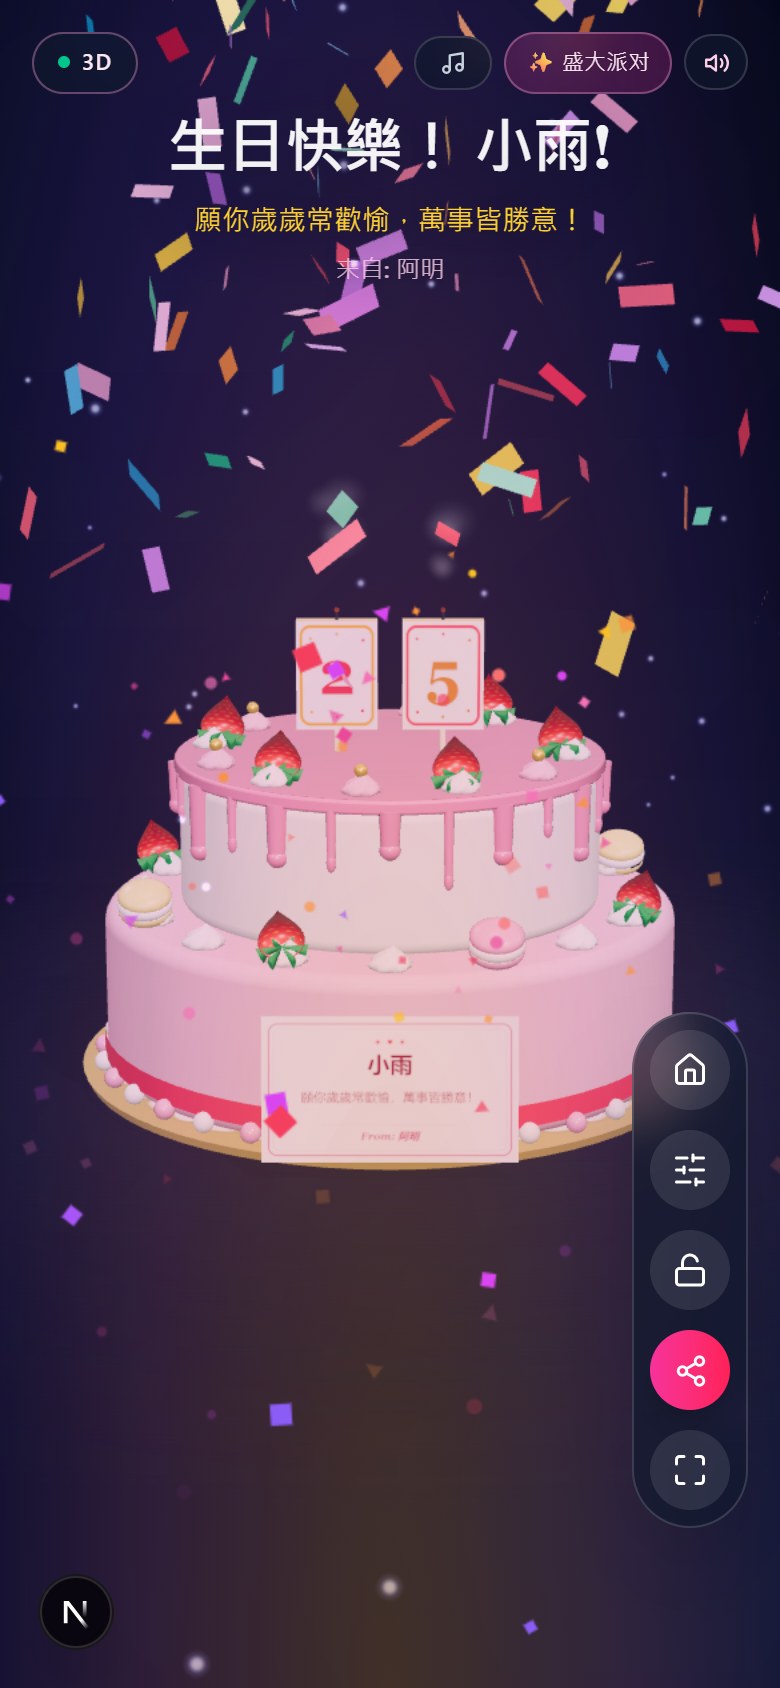 3D
✨ 盛大派对
生日快樂！ 小雨!
願你歲歲常歡愉，萬事皆勝意！
来自: 阿明
2 5
小雨
願你歲歲常歡愉，萬事皆勝意！
From: 阿明
N